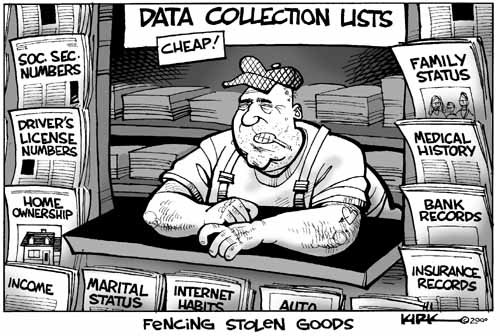 DATA COLLECTION LISTS
CHEAP!
SOC. SEC.
NUMBERS
DRIVER'S
LICENSE
NUMBERS
HOME
OWNERSHIP
INCOME
MARITAL
STATUS
INTERNET
HABITS
AUTO
FAMILY
STATUS
MEDICAL
HISTORY
BANK
RECORDS
INSURANCE
RECORDS
FENCING STOLEN GOODS
KIRK